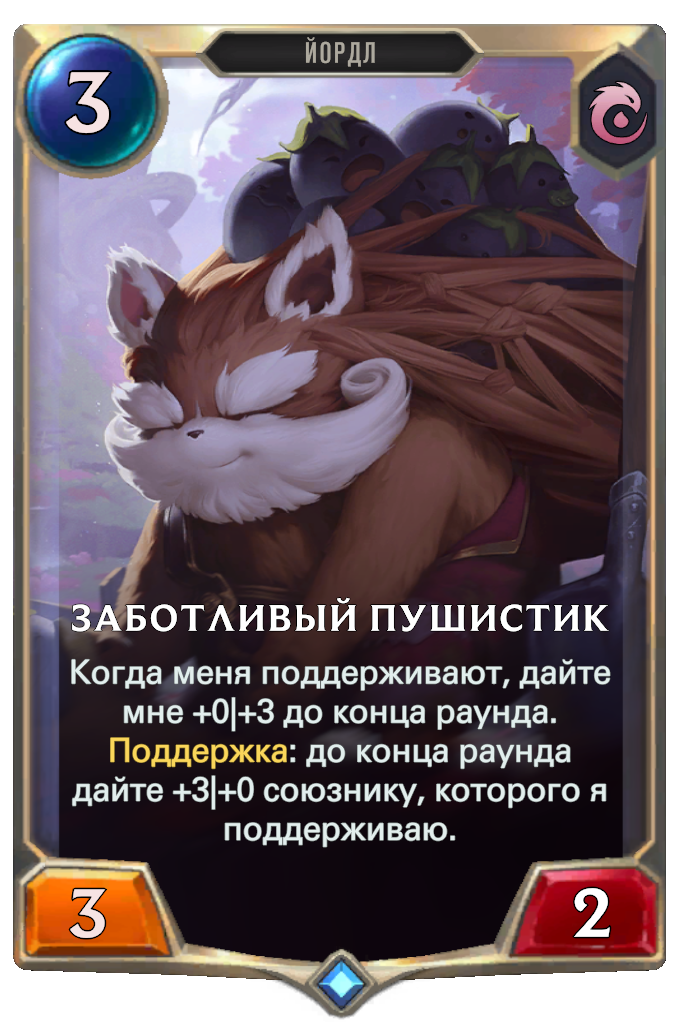 3
ЙОРДЛ
ЗАБОТЛИВЫЙ ПУШИСТИК
Когда меня поддерживают, дайте
мне +0|+3 до конца раунда.
Поддержка: до конца раунда
дайте +3|+0 союзнику, которого я
поддерживаю.
3
2